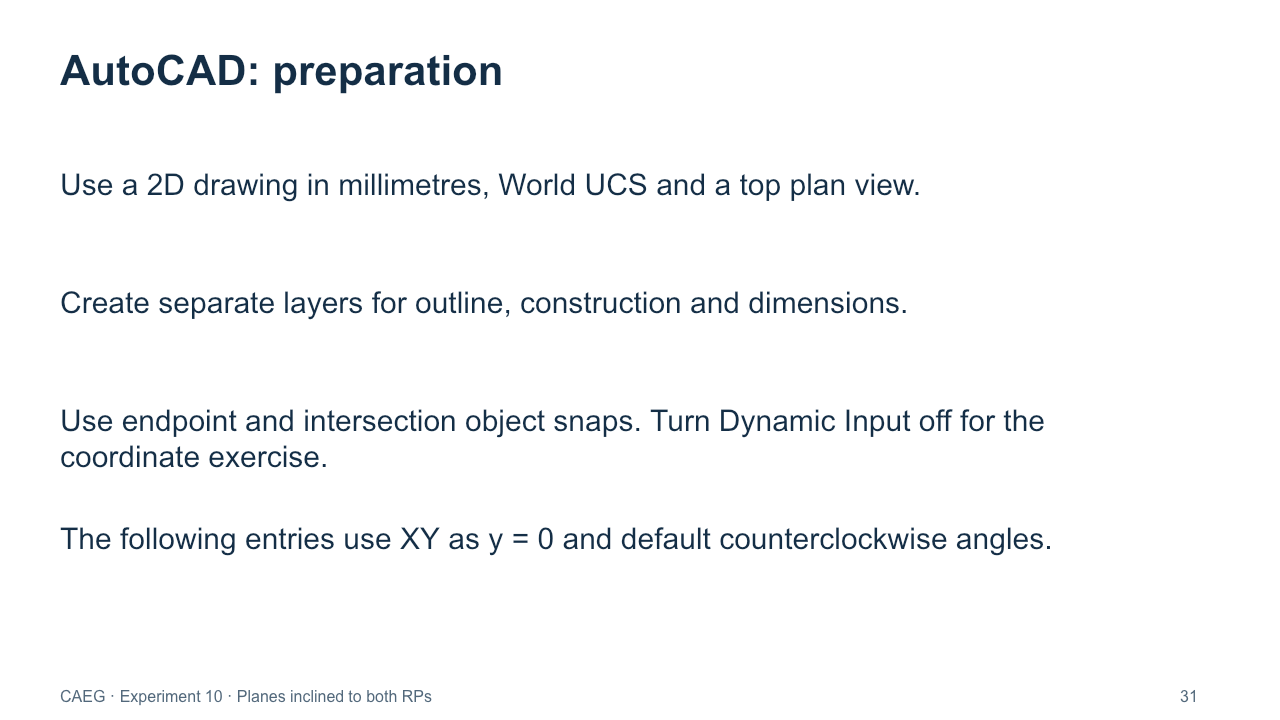 AutoCAD: preparation
Use a 2D drawing in millimetres, World UCS and a top plan view.
Create separate layers for outline, construction and dimensions.
Use endpoint and intersection object snaps. Turn Dynamic Input off for the
coordinate exercise.
The following entries use XY as y = 0 and default counterclockwise angles.
CAEG · Experiment 10 · Planes inclined to both RPs
31